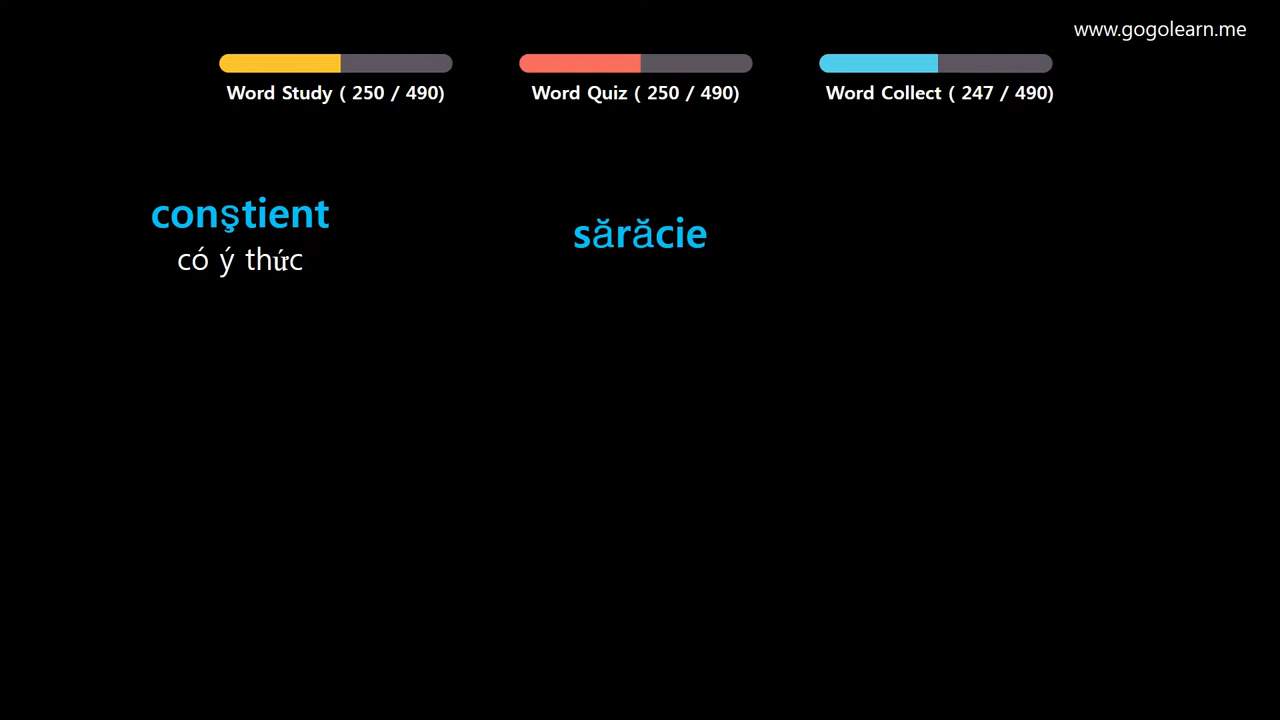 www.gogolearn.me
Word Study ( 250 / 490)
Word Quiz ( 250 / 490)
Word Collect ( 247 / 490)
conştient
có ý thức
sărăcie